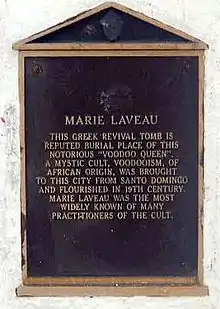 MARIE LAVEAU
THIS GREEK REVIVAL TOMB IS
REPUTED BURIAL PLACE OF THIS
NOTORIOUS "VOODOO QUEEN".
A MYSTIC CULT, VOODOOISM, OF
AFRICAN ORIGIN, WAS BROUGHT
TO THIS CITY FROM SANTO DOMINGO
AND FLOURISHED IN 19TH CENTURY.
MARIE LAVEAU WAS THE MOST
WIDELY KNOWN OF MANY
PRACTITIONERS OF THE CULT.